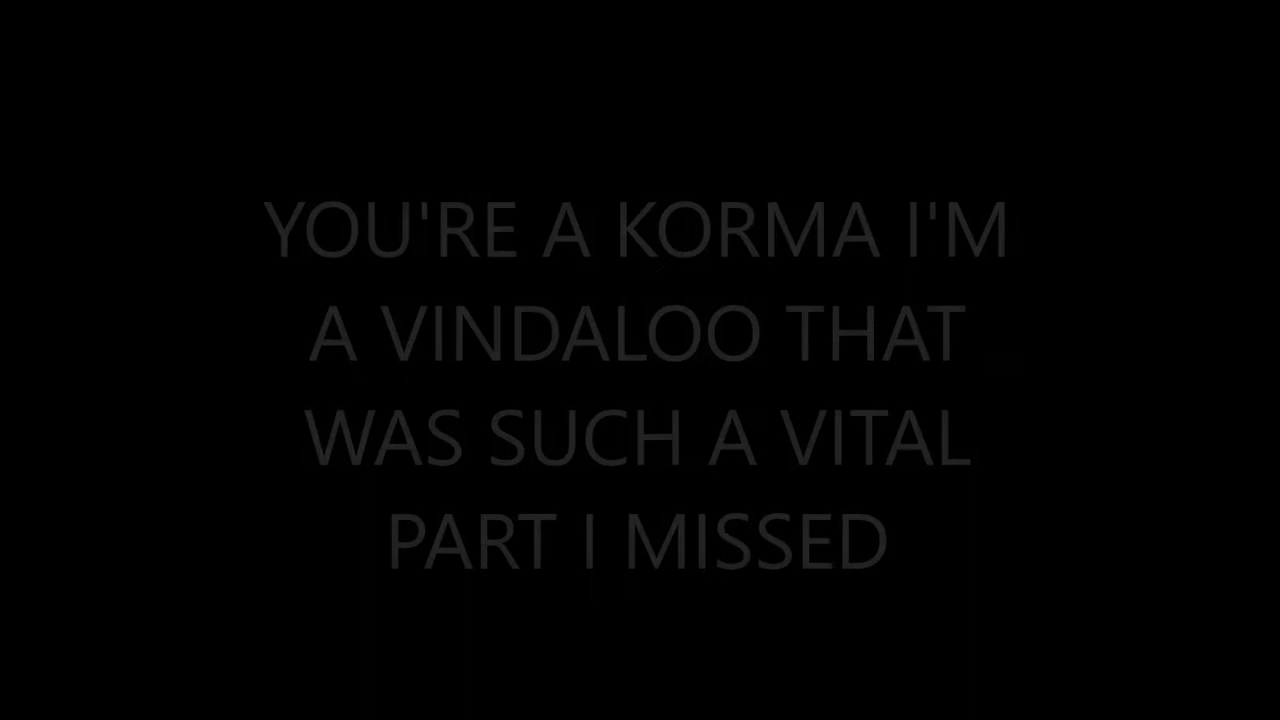 YOU'RE A KORMA I'M
A VINDALOO THAT
WAS SUCH A VITAL
PART I MISSED